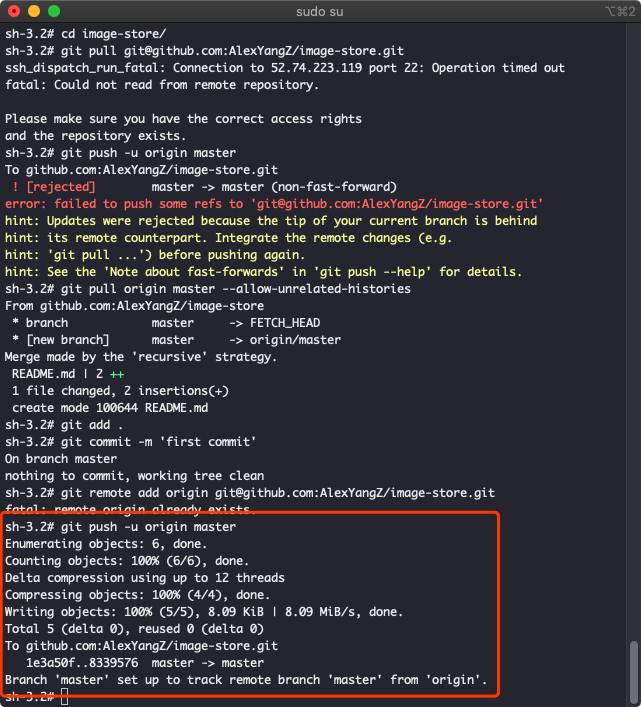 sudo su
⌥⌘2
sh-3.2# cd image-store/
sh-3.2# git pull git@github.com:AlexYangZ/image-store.git
ssh_dispatch_run_fatal: Connection to 52.74.223.119 port 22: Operation timed out
fatal: Could not read from remote repository.

Please make sure you have the correct access rights
and the repository exists.
sh-3.2# git push -u origin master
To github.com:AlexYangZ/image-store.git
 ! [rejected]        master -> master (non-fast-forward)
error: failed to push some refs to 'git@github.com:AlexYangZ/image-store.git'
hint: Updates were rejected because the tip of your current branch is behind
hint: its remote counterpart. Integrate the remote changes (e.g.
hint: 'git pull ...') before pushing again.
hint: See the 'Note about fast-forwards' in 'git push --help' for details.
sh-3.2# git pull origin master --allow-unrelated-histories
From github.com:AlexYangZ/image-store
 * branch            master     -> FETCH_HEAD
 * [new branch]      master     -> origin/master
Merge made by the 'recursive' strategy.
 README.md | 2 ++
 1 file changed, 2 insertions(+)
 create mode 100644 README.md
sh-3.2# git add .
sh-3.2# git commit -m 'first commit'
On branch master
nothing to commit, working tree clean
sh-3.2# git remote add origin git@github.com:AlexYangZ/image-store.git
fatal: remote origin already exists.
sh-3.2# git push -u origin master
Enumerating objects: 6, done.
Counting objects: 100% (6/6), done.
Delta compression using up to 12 threads
Compressing objects: 100% (4/4), done.
Writing objects: 100% (5/5), 8.09 KiB | 8.09 MiB/s, done.
Total 5 (delta 0), reused 0 (delta 0)
To github.com:AlexYangZ/image-store.git
   1e3a50f..8339576  master -> master
Branch 'master' set up to track remote branch 'master' from 'origin'.
sh-3.2#